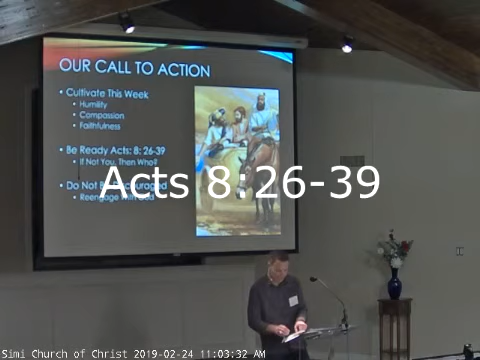 OUR CALL TO ACTION
• Cultivate This Week
• Humility
• Compassion
• Faithfulness
• Be Ready Acts: 8: 26-39
• If Not You, Then Who?
Acts 8:26-39
• Do Not Be Discouraged
• Reengage With God
Simi Church of Christ 2019-02-24 11:03:32 AM